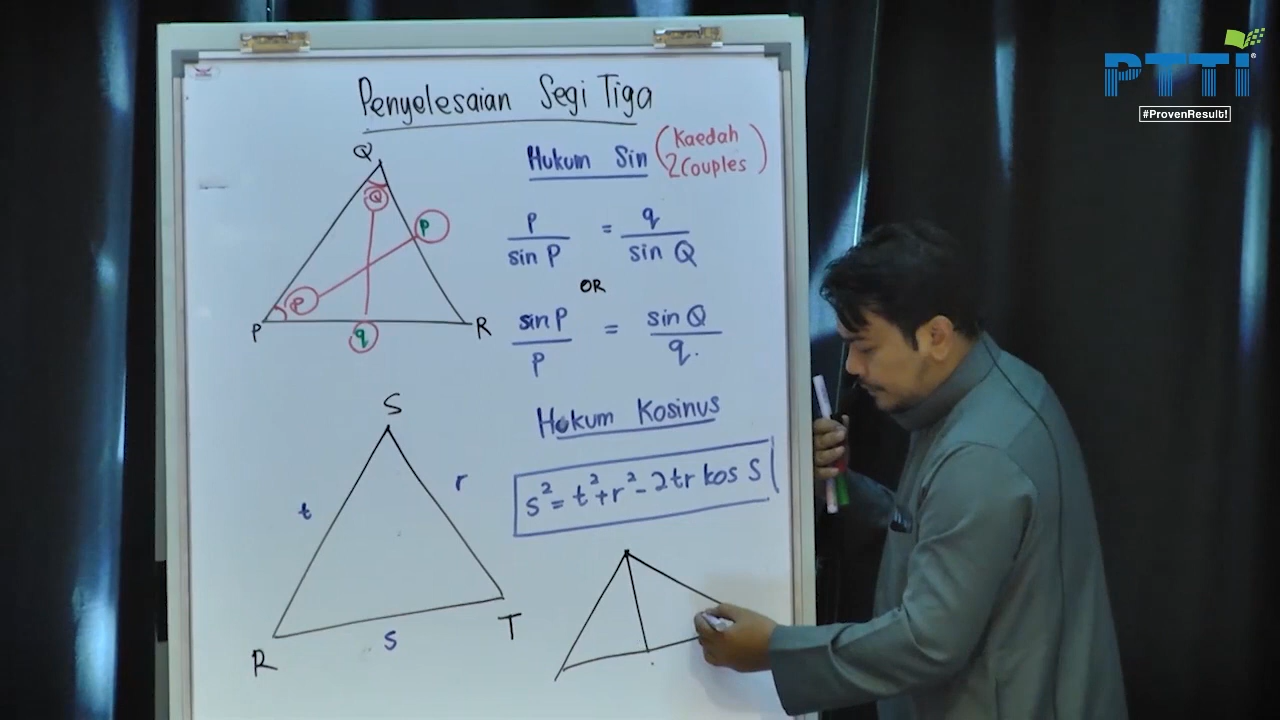 PTTI
#ProvenResult!
Penyelesaian Segi Tiga
Q
Q
P
P
P
q
R
Hukum Sin (Kaedah
2 Couples)
p = q
sin P sin Q
OR
sin P = sin Q
p q.
Hukum Kosinus
s² = t² + r² - 2tr kos S
S
t
r
R
s
T